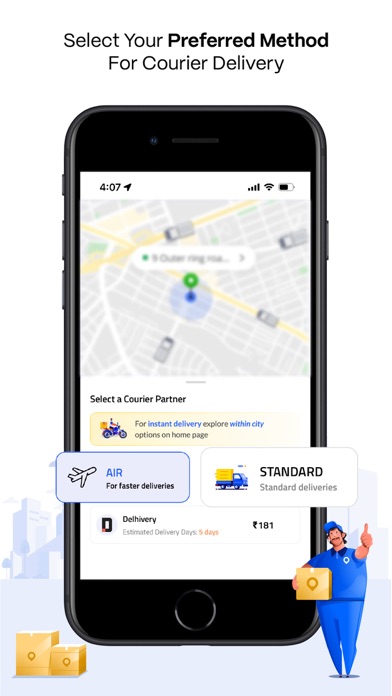 Select Your Preferred Method
For Courier Delivery
4:07
9 Outer ring roa...
Select a Courier Partner
For instant delivery explore within city
options on home page
AIR
For faster deliveries
STANDARD
Standard deliveries
D
Delhivery
Estimated Delivery Days: 5 days
₹181